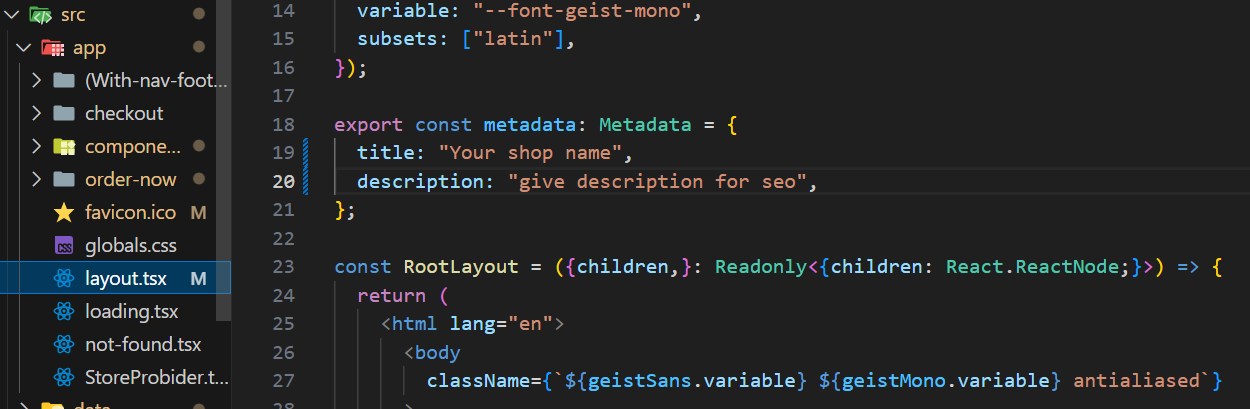 src
app
(With-nav-foot...
checkout
compone...
order-now
favicon.ico M
globals.css
layout.tsx M
loading.tsx
not-found.tsx
StoreProbider.t...
data
14 variable: "--font-geist-mono",
15 subsets: ["latin"],
16 });
17
18 export const metadata: Metadata = {
19 title: "Your shop name",
20 description: "give description for seo",
21 };
22
23 const RootLayout = ({children,}: Readonly<{children: React.ReactNode;}>) => {
24 return (
25 <html lang="en">
26 <body
27 className={`${geistSans.variable} ${geistMono.variable} antialiased`}
28 >